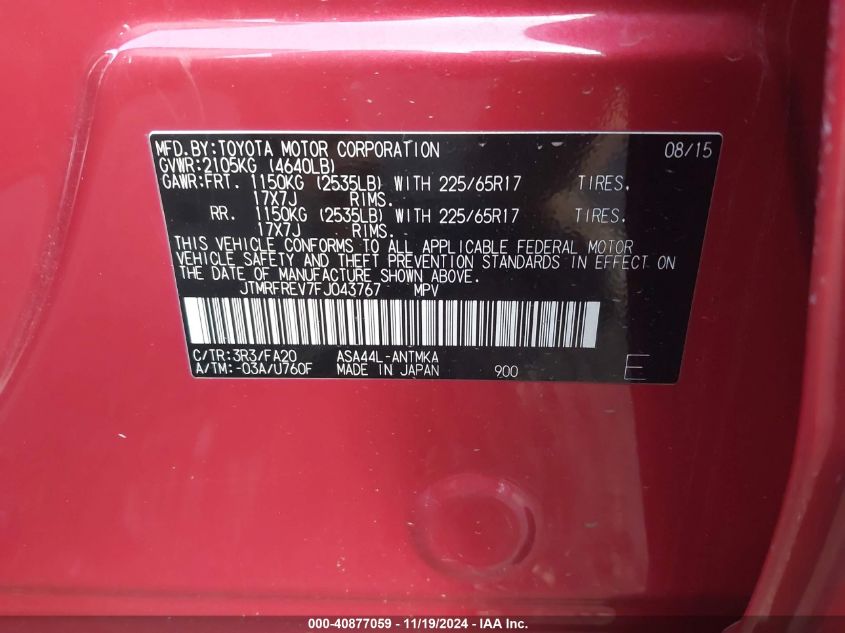 MFD.BY:TOYOTA MOTOR CORPORATION 08/15
GVWR:2105KG (4640LB)
GAWR:FRT. 1150KG (2535LB) WITH 225/65R17 TIRES.
17X7J RIMS.
RR. 1150KG (2535LB) WITH 225/65R17 TIRES.
17X7J RIMS.
THIS VEHICLE CONFORMS TO ALL APPLICABLE FEDERAL MOTOR
VEHICLE SAFETY AND THEFT PREVENTION STANDARDS IN EFFECT ON
THE DATE OF MANUFACTURE SHOWN ABOVE.
JTMRFREV7FJ043767 MPV
C/TR:3R3/FA20 ASA44L-ANTMKA
A/TM:-03A/U760F MADE IN JAPAN 900 E
000-40877059 - 11/19/2024 - IAA, Inc.